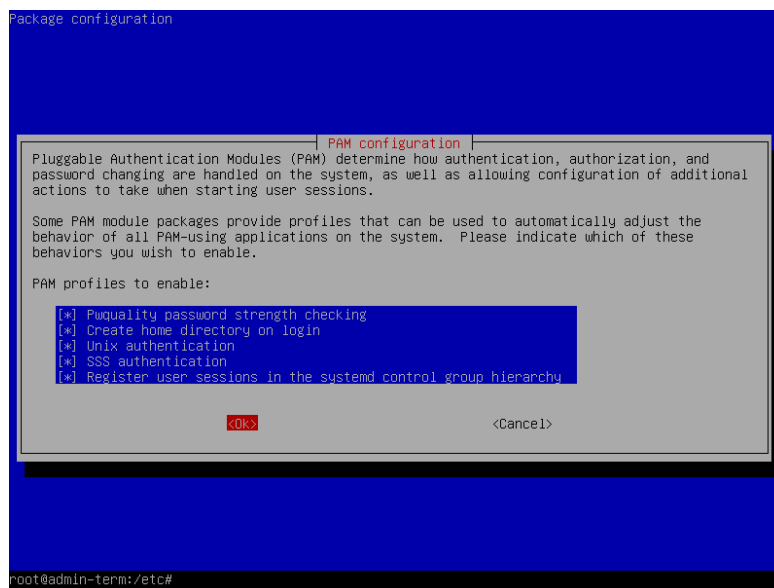 Package configuration
PAM configuration
Pluggable Authentication Modules (PAM) determine how authentication, authorization, and
password changing are handled on the system, as well as allowing configuration of additional
actions to take when starting user sessions.
Some PAM module packages provide profiles that can be used to automatically adjust the
behavior of all PAM-using applications on the system.  Please indicate which of these
behaviors you wish to enable.
PAM profiles to enable:
[*] Pwquality password strength checking
[*] Create home directory on login
[*] Unix authentication
[*] SSS authentication
[*] Register user sessions in the systemd control group hierarchy
<Ok> <Cancel>
root@admin-term:/etc#